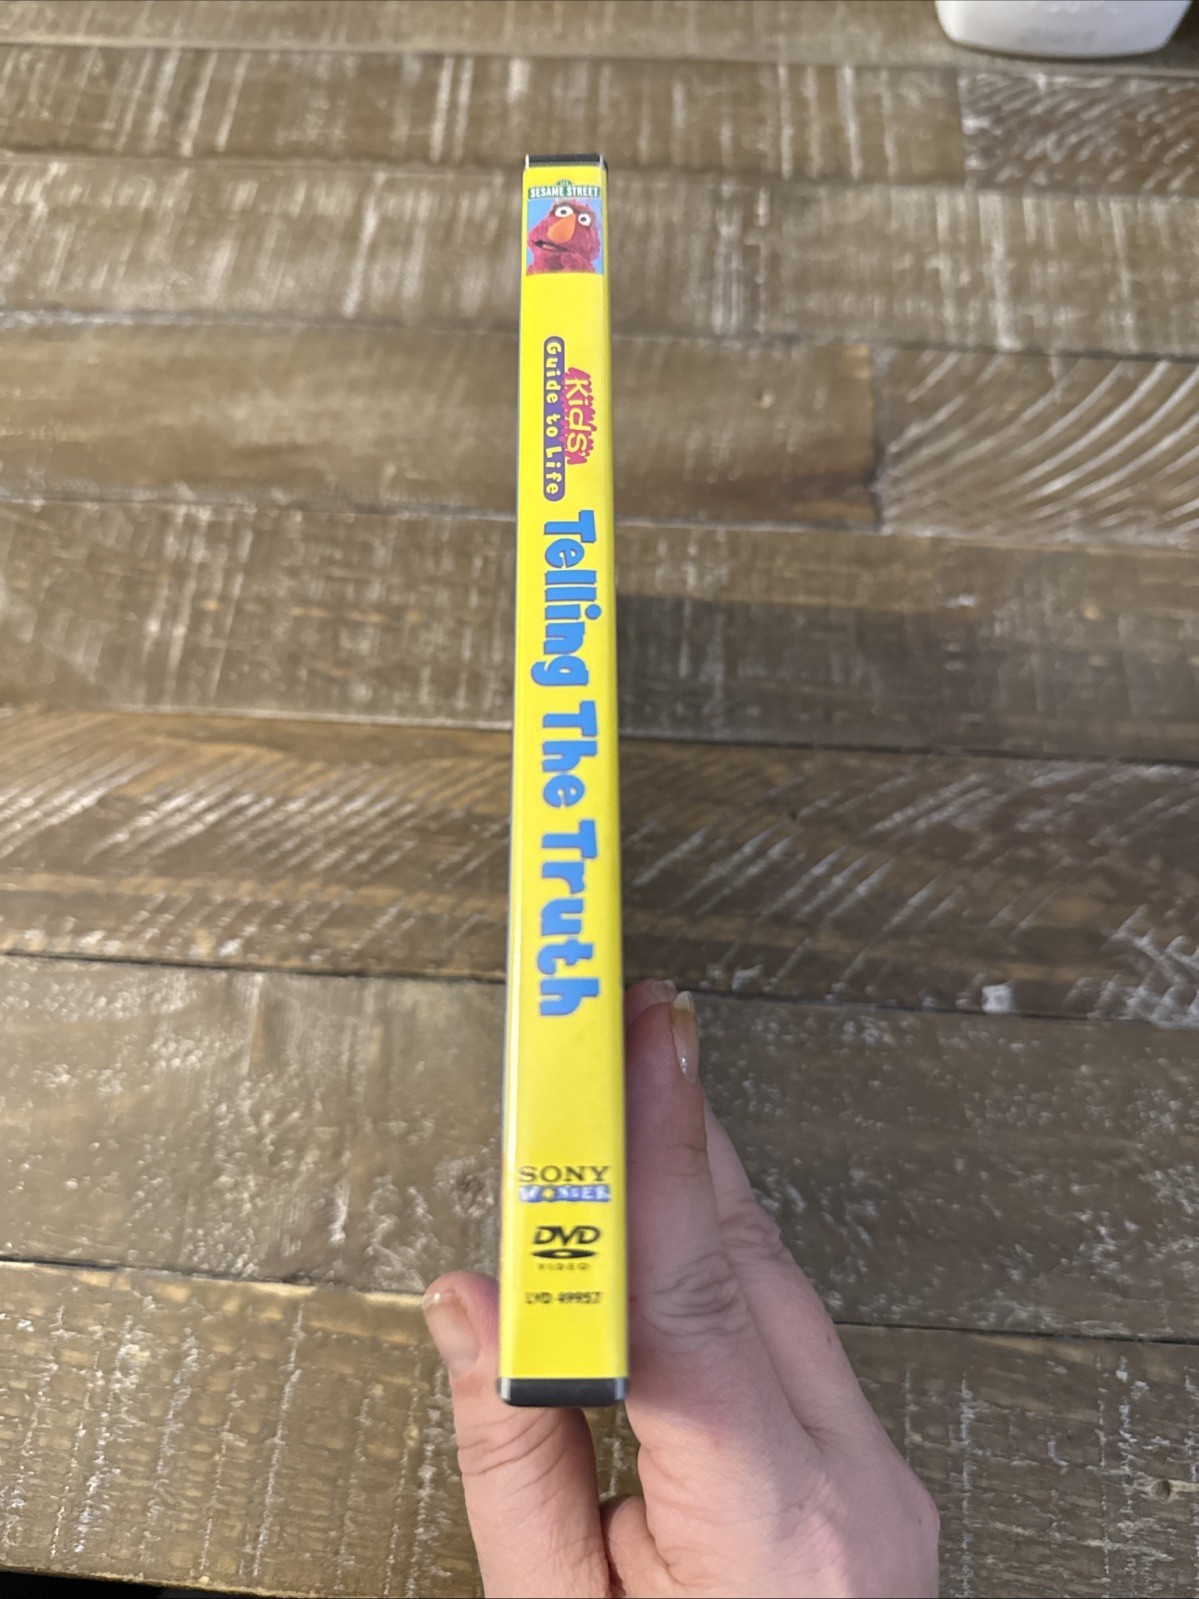 SESAME STREET
Kids'
Guide to Life
Telling The Truth
SONY
WONDER
DVD
VIDEO
LVD 49957